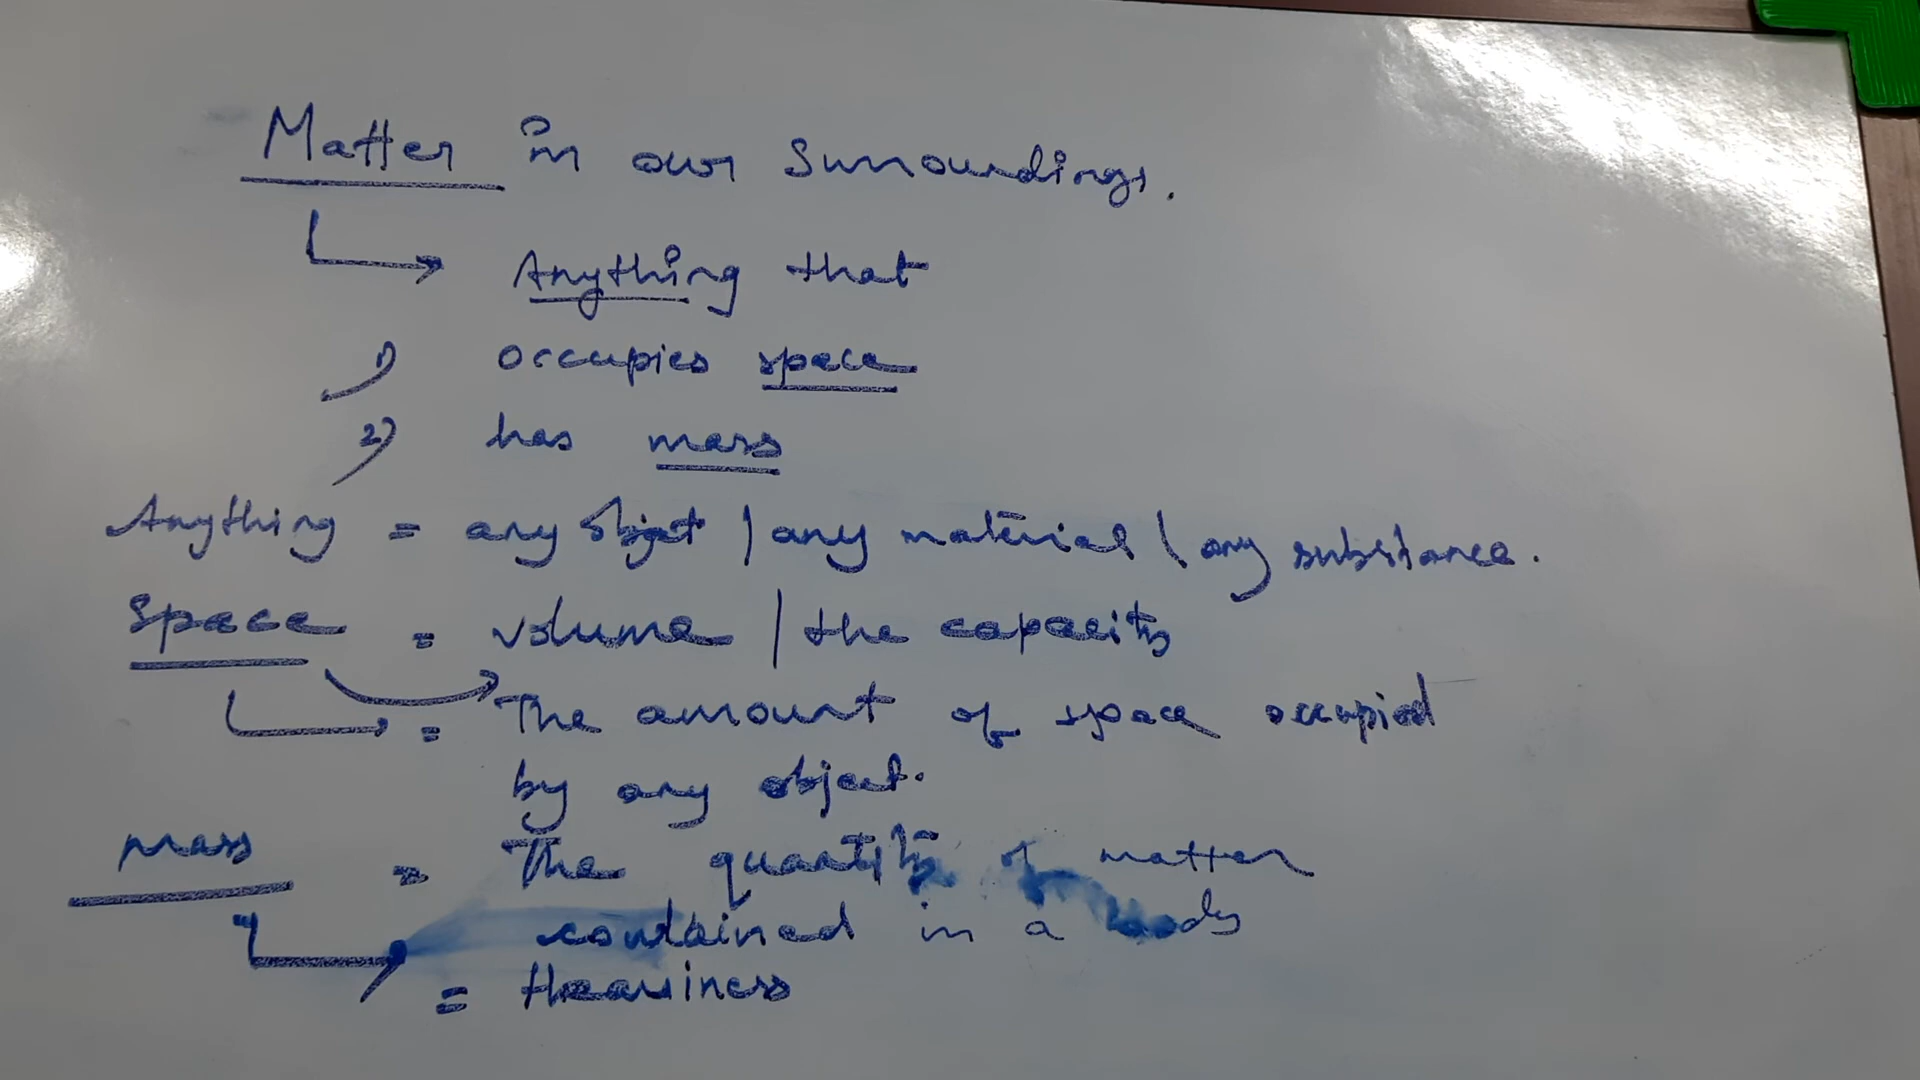 Matter in our Surroundings.
Anything that
1) occupies space
2) has mass
Anything = any object / any material / any substance.
Space = volume / the capacity
= The amount of space occupied
by any object.
Mass = The quantity of matter
contained in a body
= Heaviness